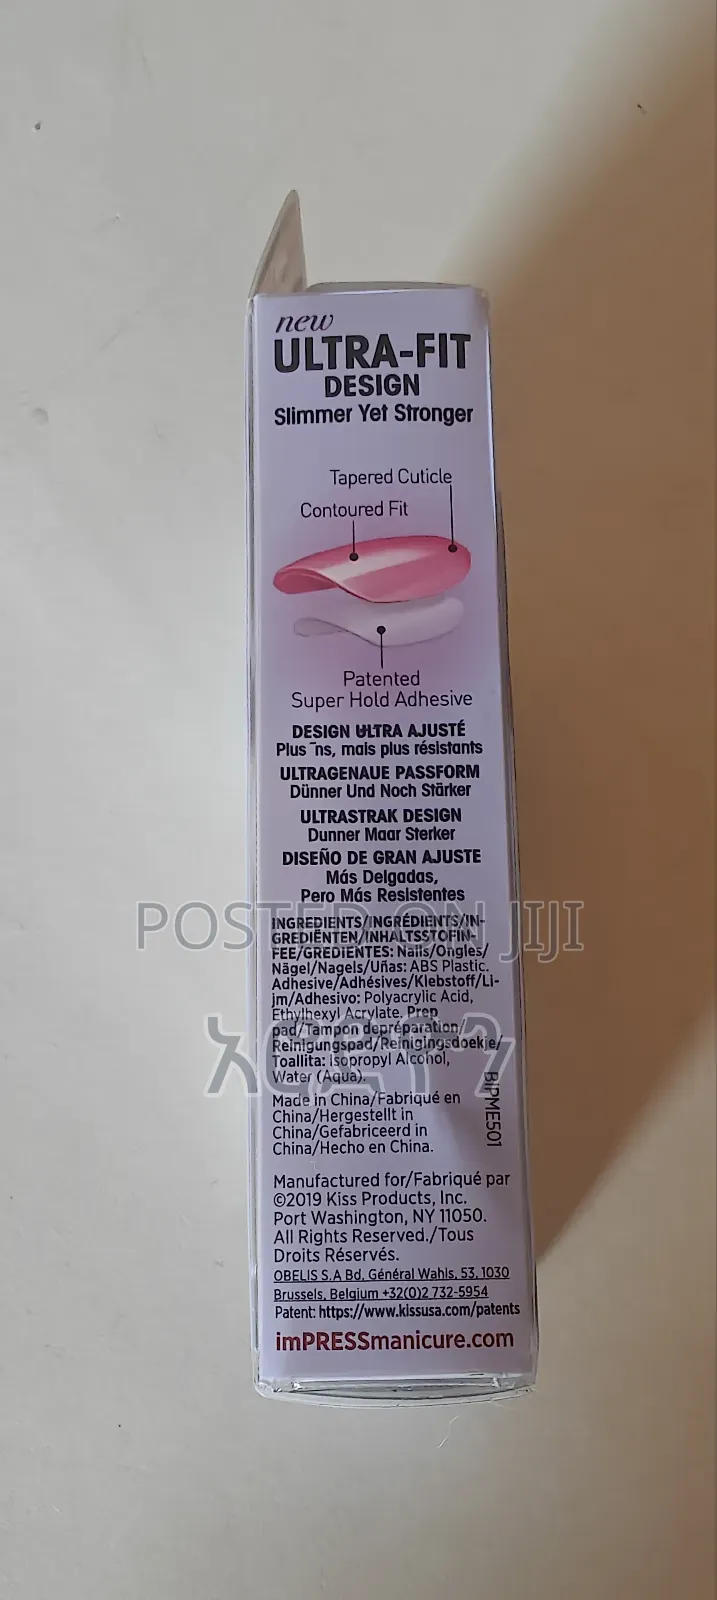 new
ULTRA-FIT
DESIGN
Slimmer Yet Stronger
Tapered Cuticle
Contoured Fit
Patented
Super Hold Adhesive
DESIGN ULTRA AJUSTÉ
Plus ¯ns, mais plus résistants
ULTRAGENAUE PASSFORM
Dünner Und Noch Stärker
ULTRASTRAK DESIGN
Dunner Maar Sterker
DISEÑO DE GRAN AJUSTE
Más Delgadas,
Pero Más Resistentes
POSTED ON JIJI
INGREDIENTS/INGRÉDIENTS/IN-
GREDIËNTEN/INHALTSSTOFIN-
FEE/GREDIENTES: Nails/Ongles/
Nägel/Nagels/Uñas: ABS Plastic.
Adhesive/Adhésives/Klebstoff/Li-
jm/Adhesivo: Polyacrylic Acid,
Ethylhexyl Acrylate. Prep
pad/Tampon depréparation/
Reinigungspad/Reinigingsdoekje/
Toallita: Isopropyl Alcohol,
Water (Aqua).
BIPME501
Made in China/Fabriqué en
China/Hergestellt in
China/Gefabriceerd in
China/Hecho en China.
Manufactured for/Fabriqué par
©2019 Kiss Products, Inc.
Port Washington, NY 11050.
All Rights Reserved./Tous
Droits Réservés.
OBELIS S.A Bd. Général Wahls, 53, 1030
Brussels, Belgium +32(0)2 732-5954
Patent: https://www.kissusa.com/patents
imPRESSmanicure.com